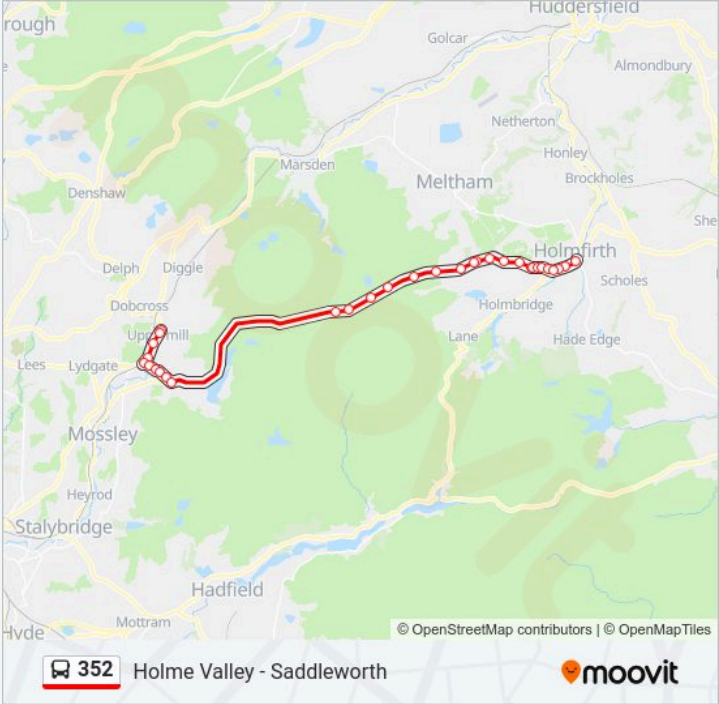 rough
Huddersfield
Golcar
Almondbury
Netherton
Honley
Marsden
Meltham
Brockholes
Denshaw
She
Holmfirth
Delph
Diggle
Scholes
Dobcross
Holmbridge
Uppermill
Lane
Hade Edge
Lees
Lydgate
Mossley
Heyrod
Stalybridge
Hadfield
Mottram
Hyde
© OpenStreetMap contributors | © OpenMapTiles
352 Holme Valley - Saddleworth
moovit